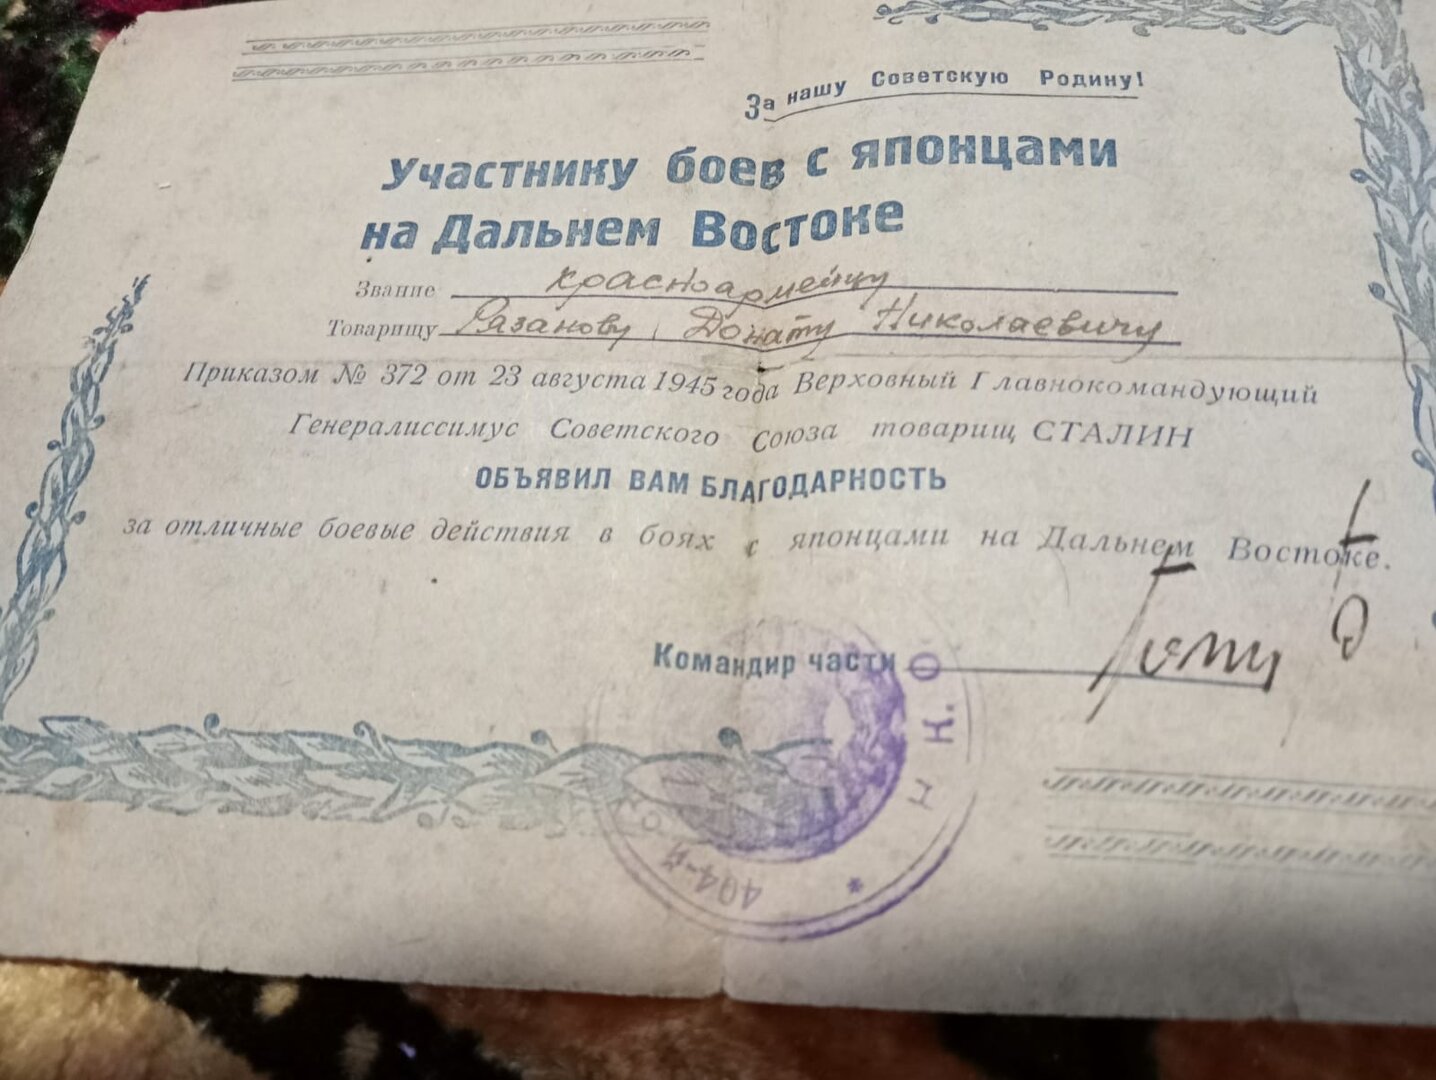 За нашу Советскую Родину!
Участнику боев с японцами
на Дальнем Востоке
Звание красноармейцу
Товарищу Рязанову Донату Николаевичу
Приказом № 372 от 23 августа 1945 года Верховный Главнокомандующий
Генералиссимус Советского Союза товарищ СТАЛИН
ОБЪЯВИЛ ВАМ БЛАГОДАРНОСТЬ
за отличные боевые действия в боях с японцами на Дальнем Востоке.
Командир части
Н.К.О.
404-й